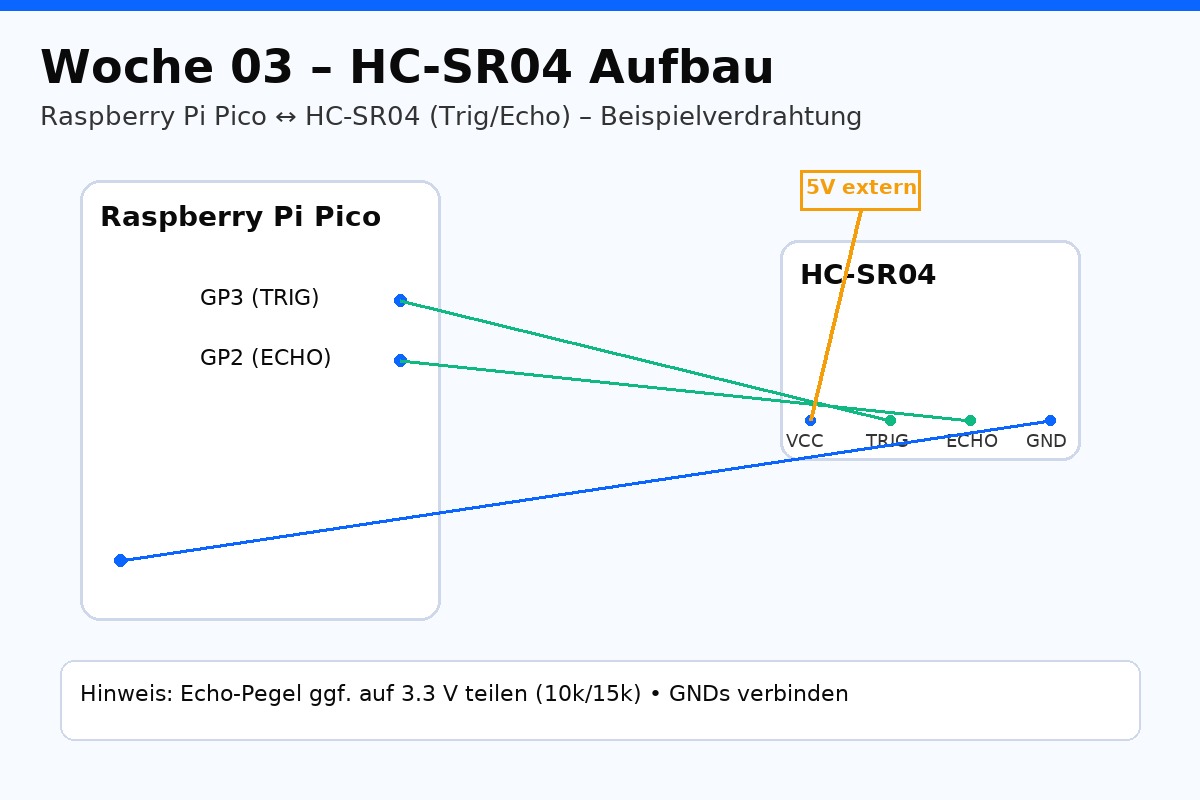 Woche 03 – HC-SR04 Aufbau
Raspberry Pi Pico ↔ HC-SR04 (Trig/Echo) – Beispielverdrahtung
5V extern
Raspberry Pi Pico
HC-SR04
GP3 (TRIG)
GP2 (ECHO)
VCC TRIG ECHO GND
Hinweis: Echo-Pegel ggf. auf 3.3 V teilen (10k/15k) • GNDs verbinden